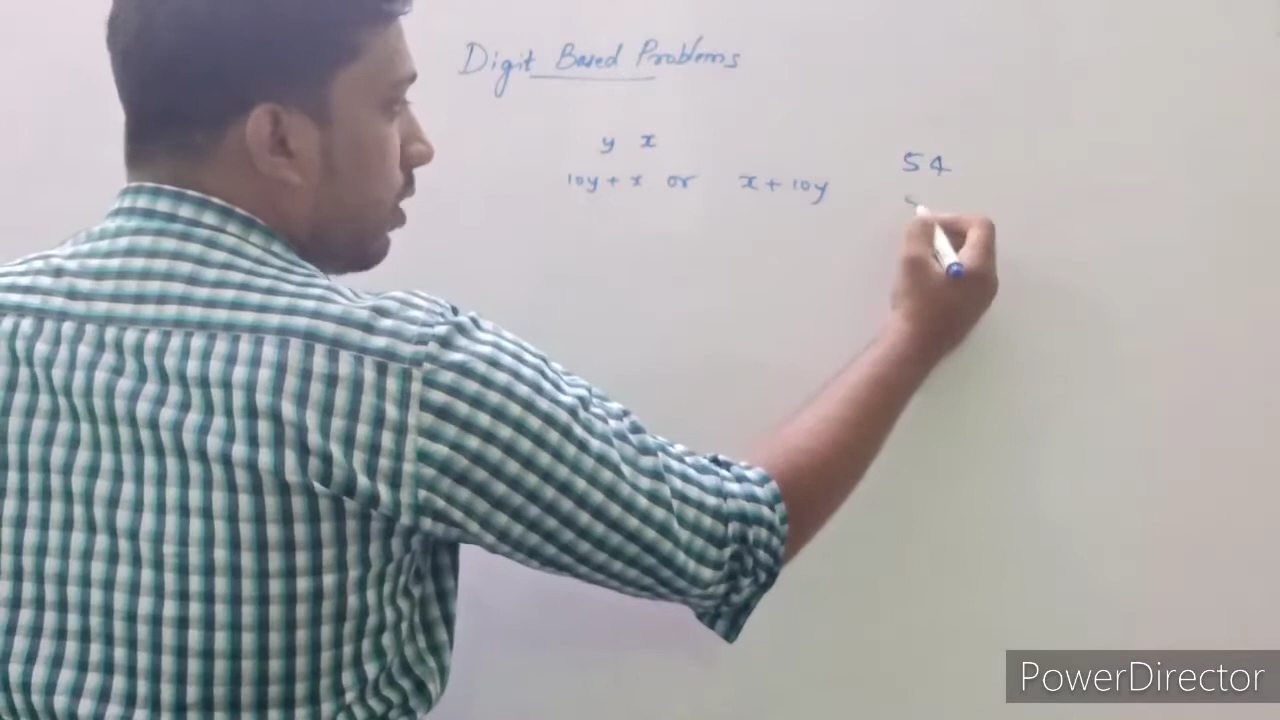 Digit Based Problems
y x
10y + x or x + 10y
54
PowerDirector